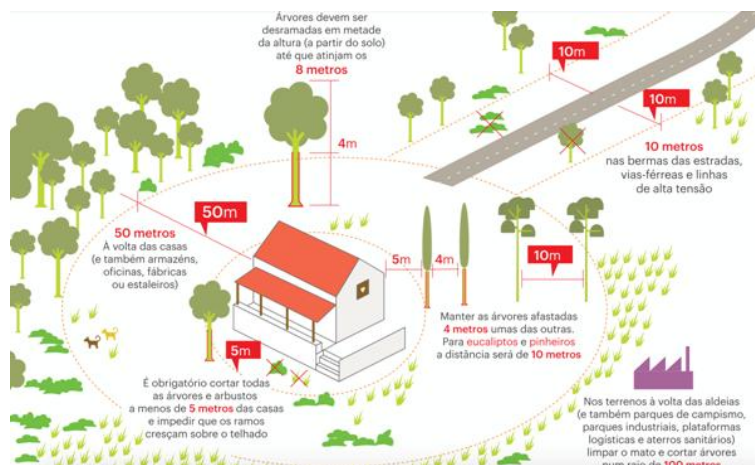 Árvores devem ser
desramadas em metade
da altura (a partir do solo)
até que atinjam os
8 metros
4m
10m
10m
10 metros
nas bermas das estradas,
vias-férreas e linhas
de alta tensão
50m
50 metros
À volta das casas
(e também armazéns,
oficinas, fábricas
ou estaleiros)
5m
4m
10m
Manter as árvores afastadas
4 metros umas das outras.
Para eucaliptos e pinheiros
a distância será de 10 metros
5m
É obrigatório cortar todas
as árvores e arbustos
a menos de 5 metros das casas
e impedir que os ramos
cresçam sobre o telhado
Nos terrenos à volta das aldeias
(e também parques de campismo,
parques industriais, plataformas
logísticas e aterros sanitários)
limpar o mato e cortar árvores
num raio de 100 metros